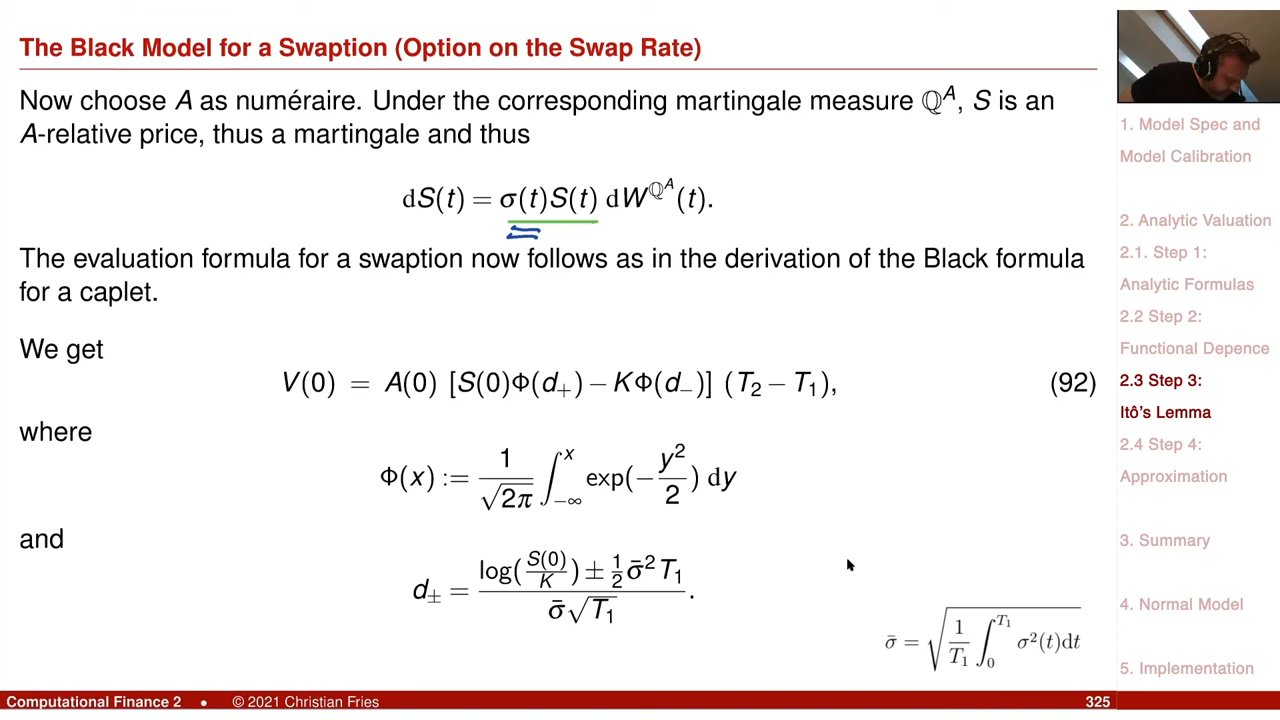 The Black Model for a Swaption (Option on the Swap Rate)
Now choose A as numéraire. Under the corresponding martingale measure ℚ^A, S is an
A-relative price, thus a martingale and thus
dS(t) = σ(t)S(t) dW^{ℚ^A}(t).
The evaluation formula for a swaption now follows as in the derivation of the Black formula
for a caplet.
We get
V(0) = A(0) [S(0)Φ(d₊) − KΦ(d₋)] (T₂ − T₁), (92)
where
Φ(x) := 1/√(2π) ∫_{−∞}^{x} exp(−y²/2) dy
and
d± = (log(S(0)/K) ± ½σ̄²T₁) / (σ̄√T₁).
σ̄ = √(1/T₁ ∫_0^{T₁} σ²(t)dt)
1. Model Spec and
Model Calibration
2. Analytic Valuation
2.1. Step 1:
Analytic Formulas
2.2 Step 2:
Functional Depence
2.3 Step 3:
Itô's Lemma
2.4 Step 4:
Approximation
3. Summary
4. Normal Model
5. Implementation
Computational Finance 2 • © 2021 Christian Fries 325